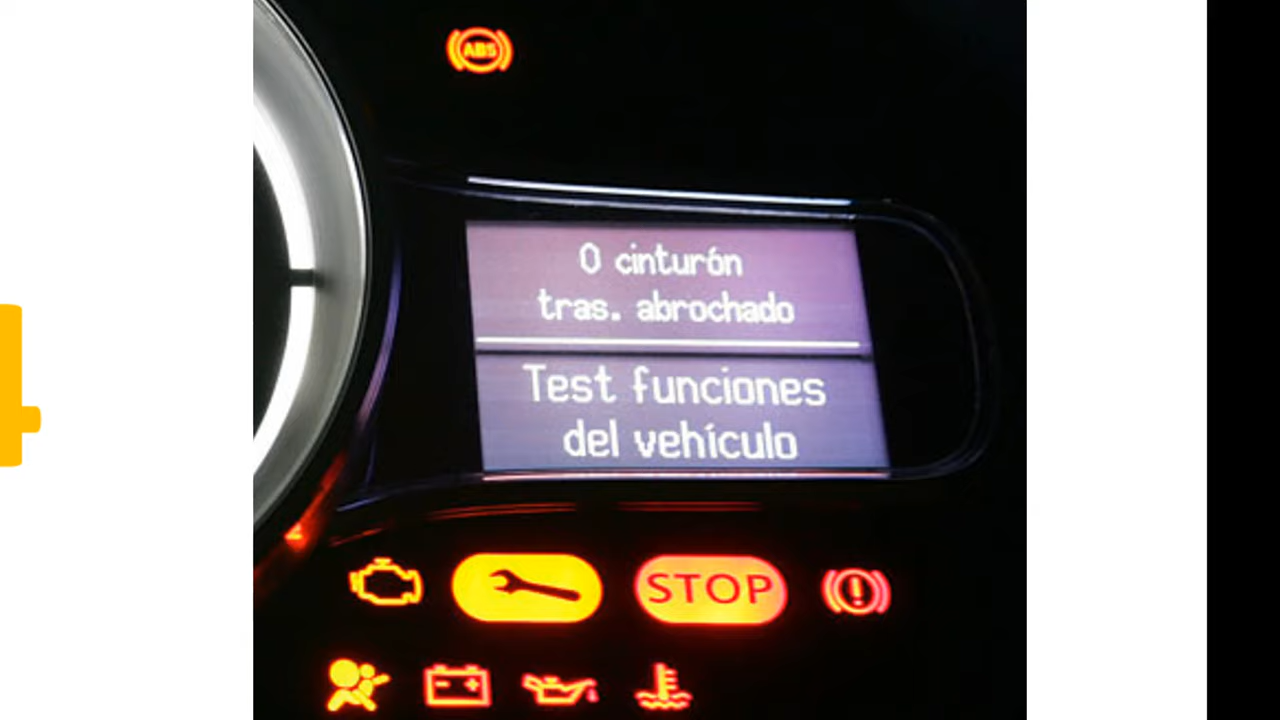 ABS
0 cinturón
tras. abrochado
Test funciones
del vehículo
STOP